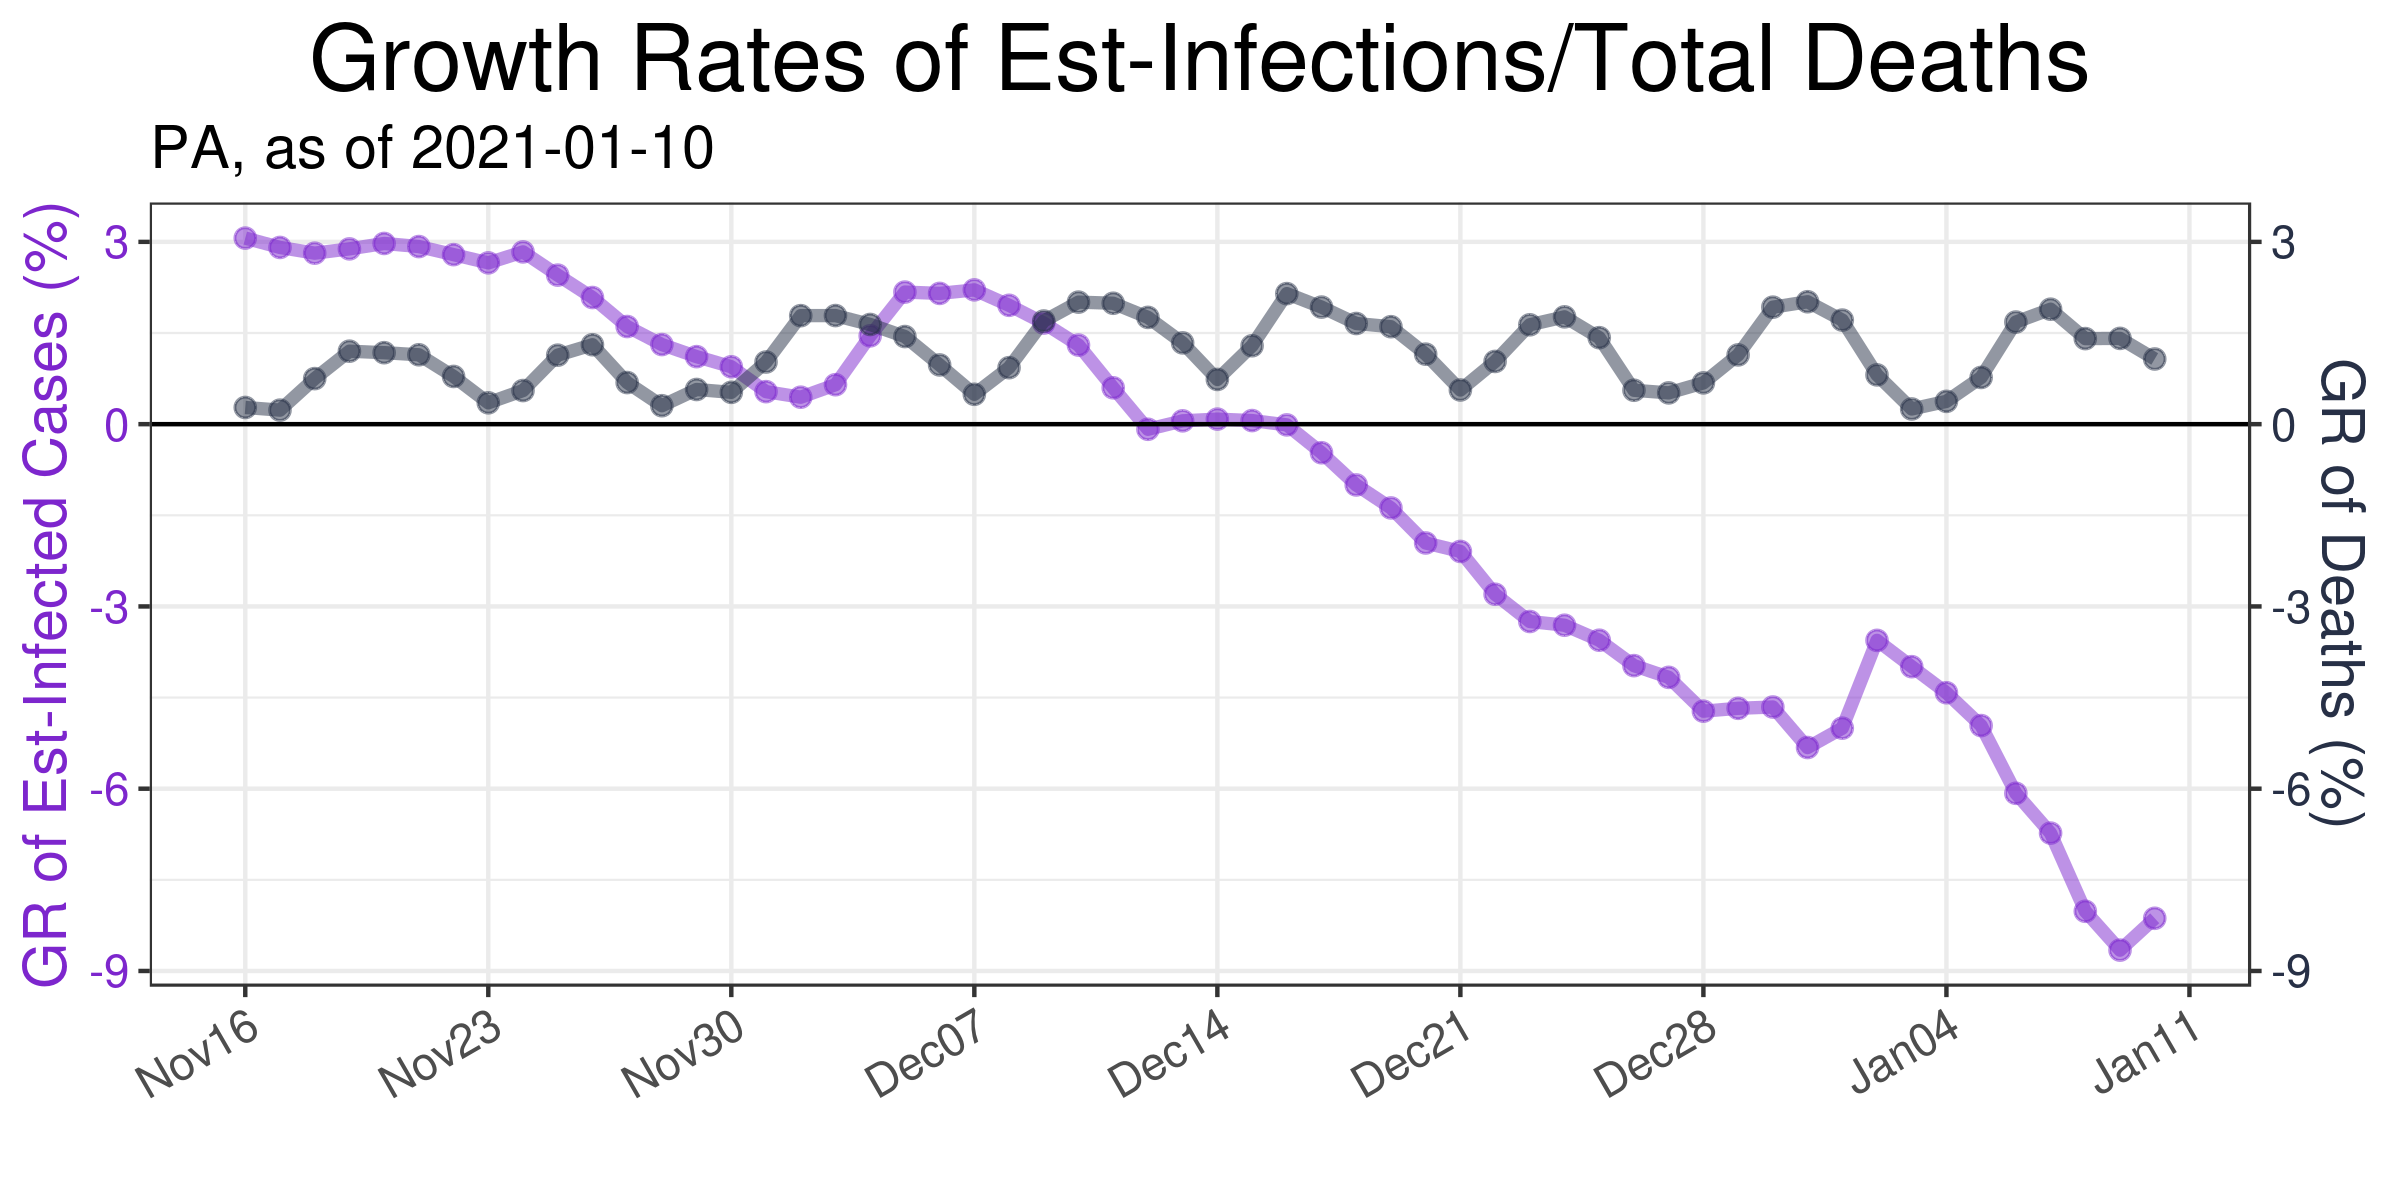 Growth Rates of Est-Infections/Total Deaths
PA, as of 2021-01-10
GR of Est-Infected Cases (%)
3
0
-3
-6
-9
3
0
-3
-6
-9
GR of Deaths (%)
Nov16
Nov23
Nov30
Dec07
Dec14
Dec21
Dec28
Jan04
Jan11